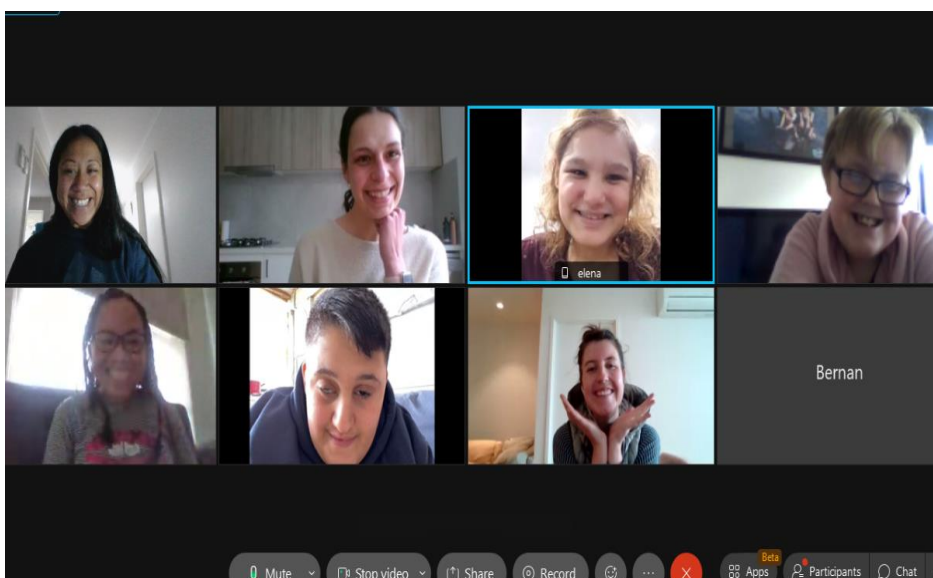 elena
Bernan
Mute
Stop video
Share
Record
Beta
Apps
Participants
Chat